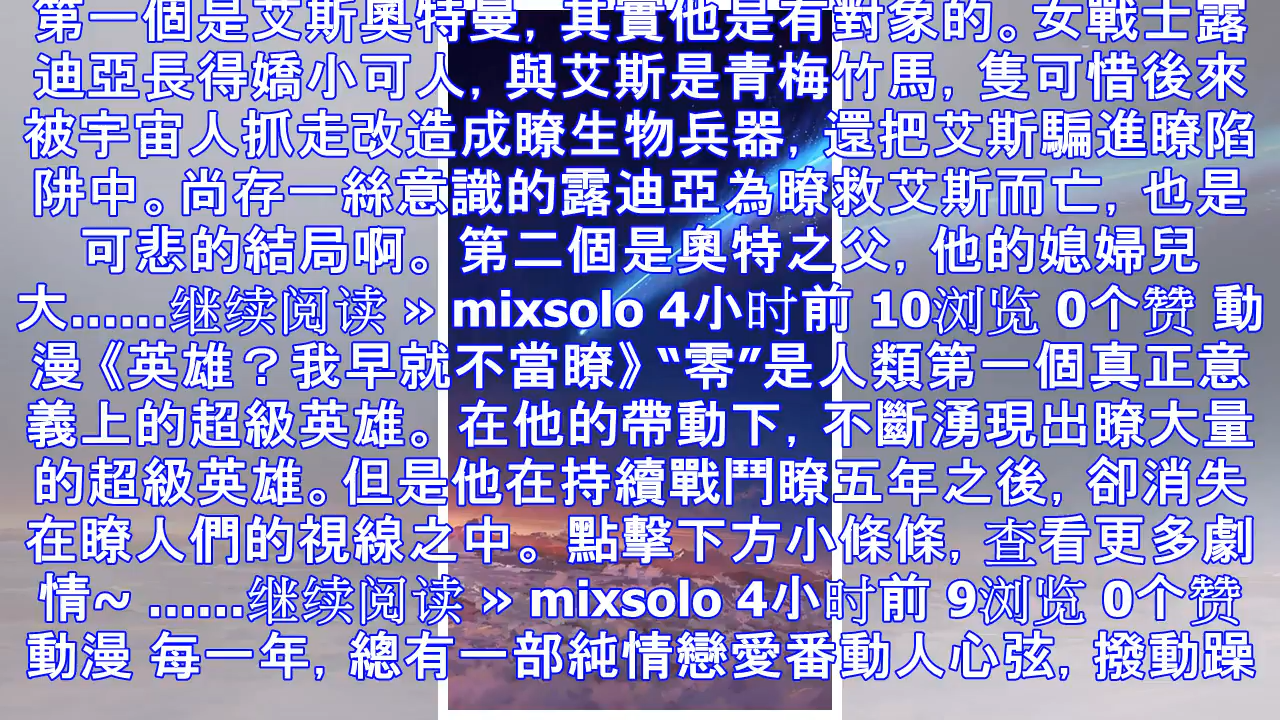 第一個是艾斯奧特曼, 其實他是有對象的。女戰士露
迪亞長得嬌小可人, 與艾斯是青梅竹馬, 隻可惜後來
被宇宙人抓走改造成瞭生物兵器, 還把艾斯騙進瞭陷
阱中。尚存一絲意識的露迪亞為瞭救艾斯而亡, 也是
可悲的結局啊。 第二個是奧特之父, 他的媳婦兒
大……继续阅读 » mixsolo 4小时前 10浏览 0个赞 動
漫《英雄？我早就不當瞭》“零”是人類第一個真正意
義上的超級英雄。在他的帶動下, 不斷湧現出瞭大量
的超級英雄。但是他在持續戰鬥瞭五年之後, 卻消失
在瞭人們的視線之中。點擊下方小條條, 查看更多劇
情~ ……继续阅读 » mixsolo 4小时前 9浏览 0个赞
動漫 每一年, 總有一部純情戀愛番動人心弦, 撥動躁